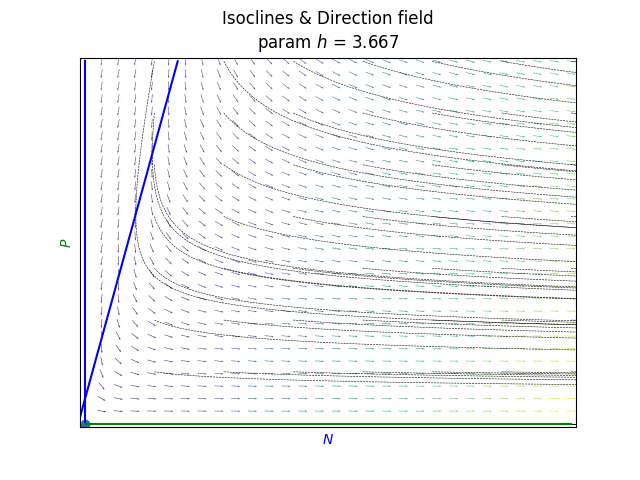 Isoclines & Direction field
param h = 3.667
P
N